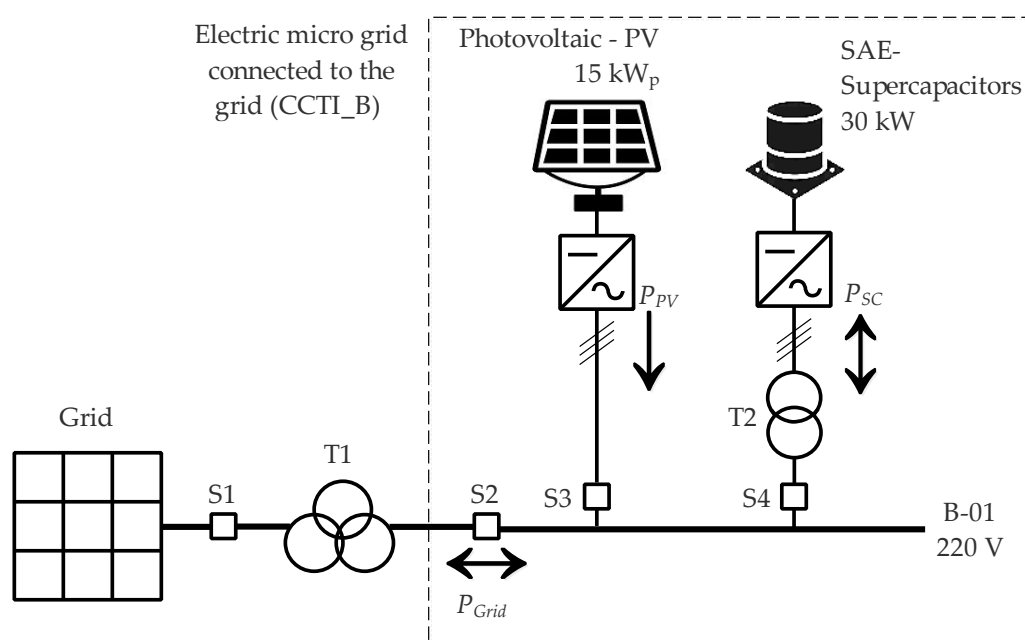 Electric micro grid
connected to the
grid (CCTI_B)
Photovoltaic - PV
15 kWp
SAE-
Supercapacitors
30 kW
PPV
PSC
Grid
T1
T2
S1
S2
S3
S4
B-01
220 V
PGrid